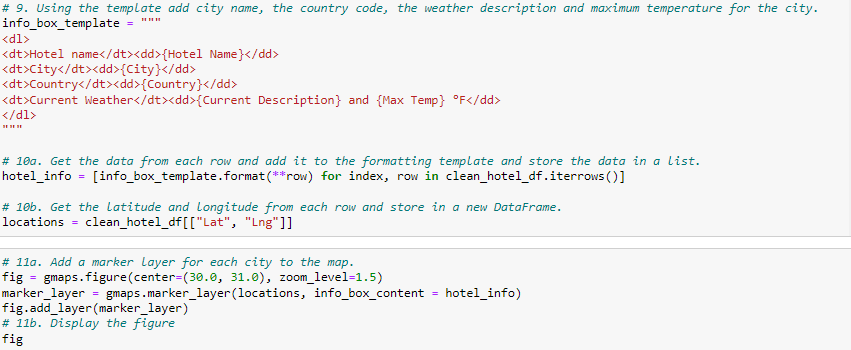 # 9. Using the template add city name, the country code, the weather description and maximum temperature for the city.
info_box_template = """
<dl>
<dt>Hotel name</dt><dd>{Hotel Name}</dd>
<dt>City</dt><dd>{City}</dd>
<dt>Country</dt><dd>{Country}</dd>
<dt>Current Weather</dt><dd>{Current Description} and {Max Temp} °F</dd>
</dl>
"""
# 10a. Get the data from each row and add it to the formatting template and store the data in a list.
hotel_info = [info_box_template.format(**row) for index, row in clean_hotel_df.iterrows()]
# 10b. Get the latitude and longitude from each row and store in a new DataFrame.
locations = clean_hotel_df[["Lat", "Lng"]]
# 11a. Add a marker layer for each city to the map.
fig = gmaps.figure(center=(30.0, 31.0), zoom_level=1.5)
marker_layer = gmaps.marker_layer(locations, info_box_content = hotel_info)
fig.add_layer(marker_layer)
# 11b. Display the figure
fig